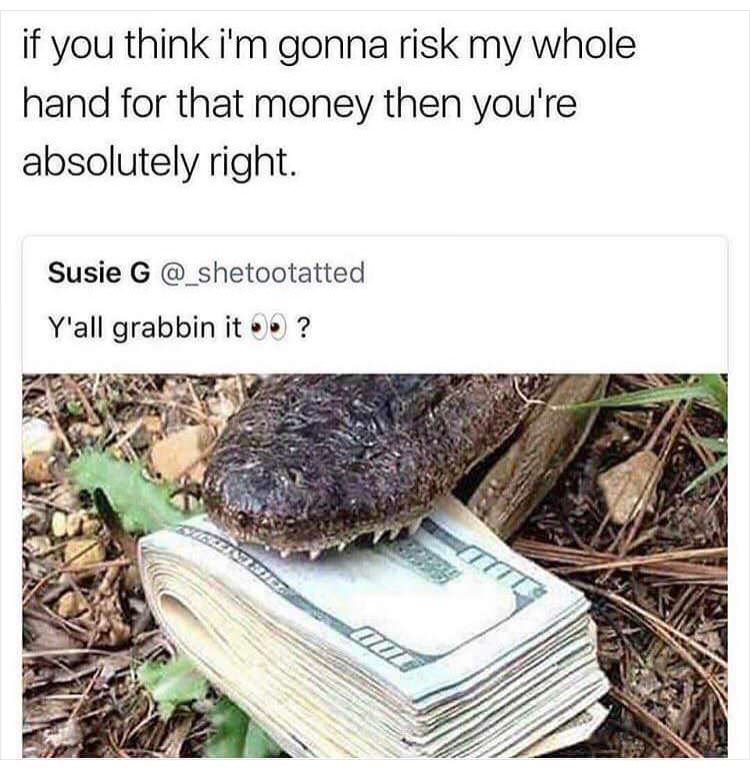 if you think i'm gonna risk my whole
hand for that money then you're
absolutely right.
Susie G @_shetootatted
Y'all grabbin it 👀 ?